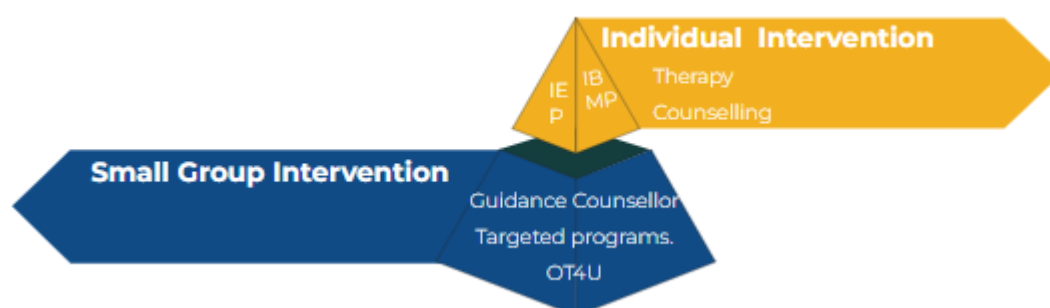 Individual Intervention
IE
P
IB
MP
Therapy
Counselling
Small Group Intervention
Guidance Counsellor
Targeted programs.
OT4U